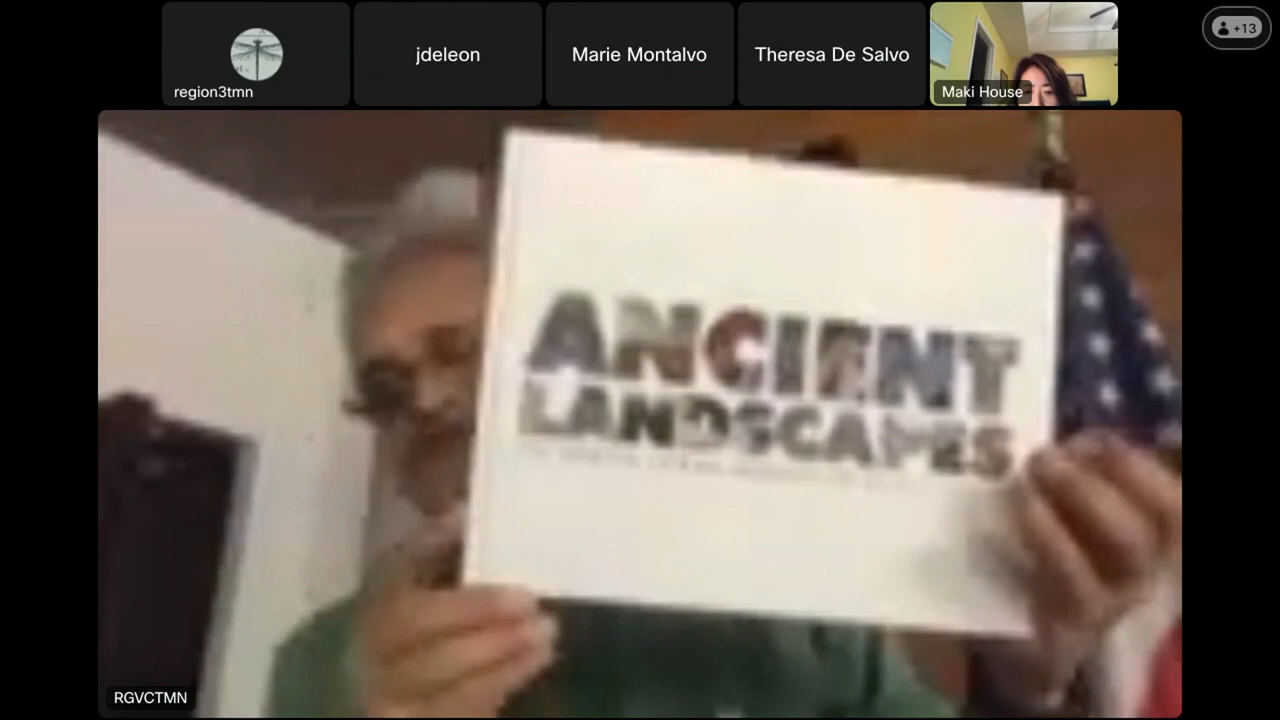 region3tmn
jdeleon
Marie Montalvo
Theresa De Salvo
Maki House
+13
ANCIENT
LANDSCAPES
RGVCTMN